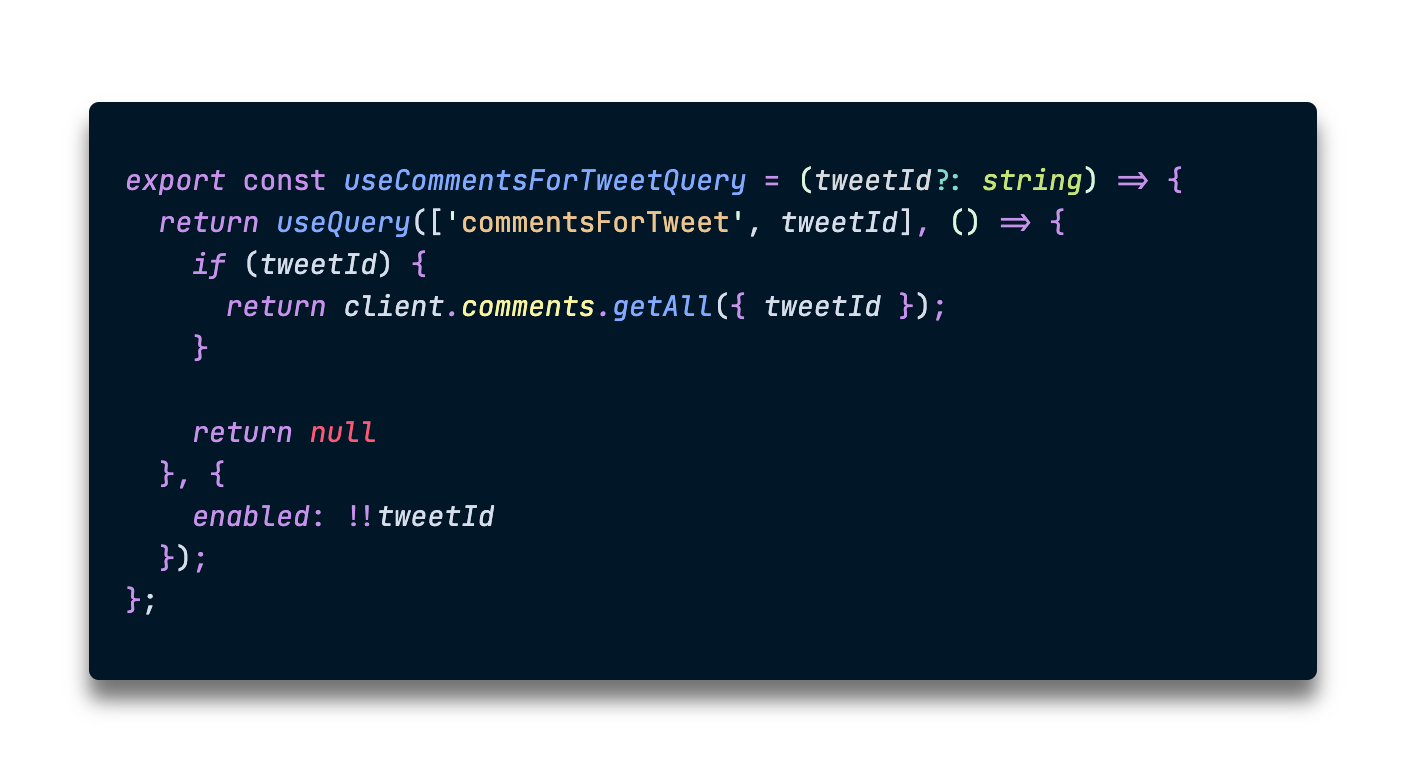 export const useCommentsForTweetQuery = (tweetId?: string) => {
  return useQuery(['commentsForTweet', tweetId], () => {
    if (tweetId) {
      return client.comments.getAll({ tweetId });
    }

    return null
  }, {
    enabled: !!tweetId
  });
};